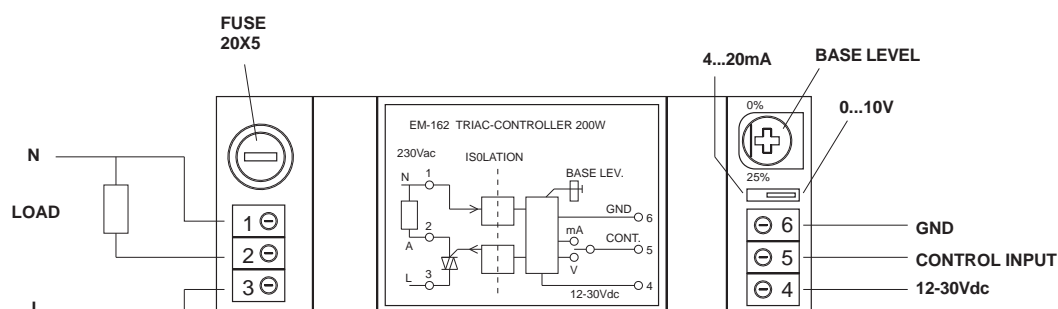 FUSE
20X5
4...20mA
BASE LEVEL
0...10V
N
LOAD
L
1
2
3
EM-162 TRIAC-CONTROLLER 200W
230Vac
ISOLATION
BASE LEV.
N
1
GND
6
mA
2
A
CONT.
5
V
L
3
12-30Vdc
4
0%
25%
6
GND
5
CONTROL INPUT
4
12-30Vdc